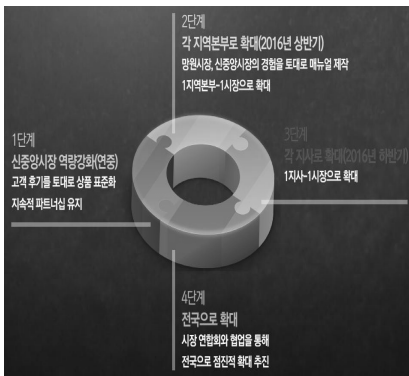 2단계
각 지역본부로 확대(2016년 상반기)
망원시장, 신중앙시장의 경험을 토대로 매뉴얼 제작
1지역본부-1시장으로 확대
1단계
신중앙시장 역량강화(연중)
고객 후기를 토대로 상품 표준화
지속적 파트너십 유지
3단계
각 지사로 확대(2016년 하반기)
1지사-1시장으로 확대
4단계
전국으로 확대
시장 연합회와 협업을 통해
전국으로 점진적 확대 추진